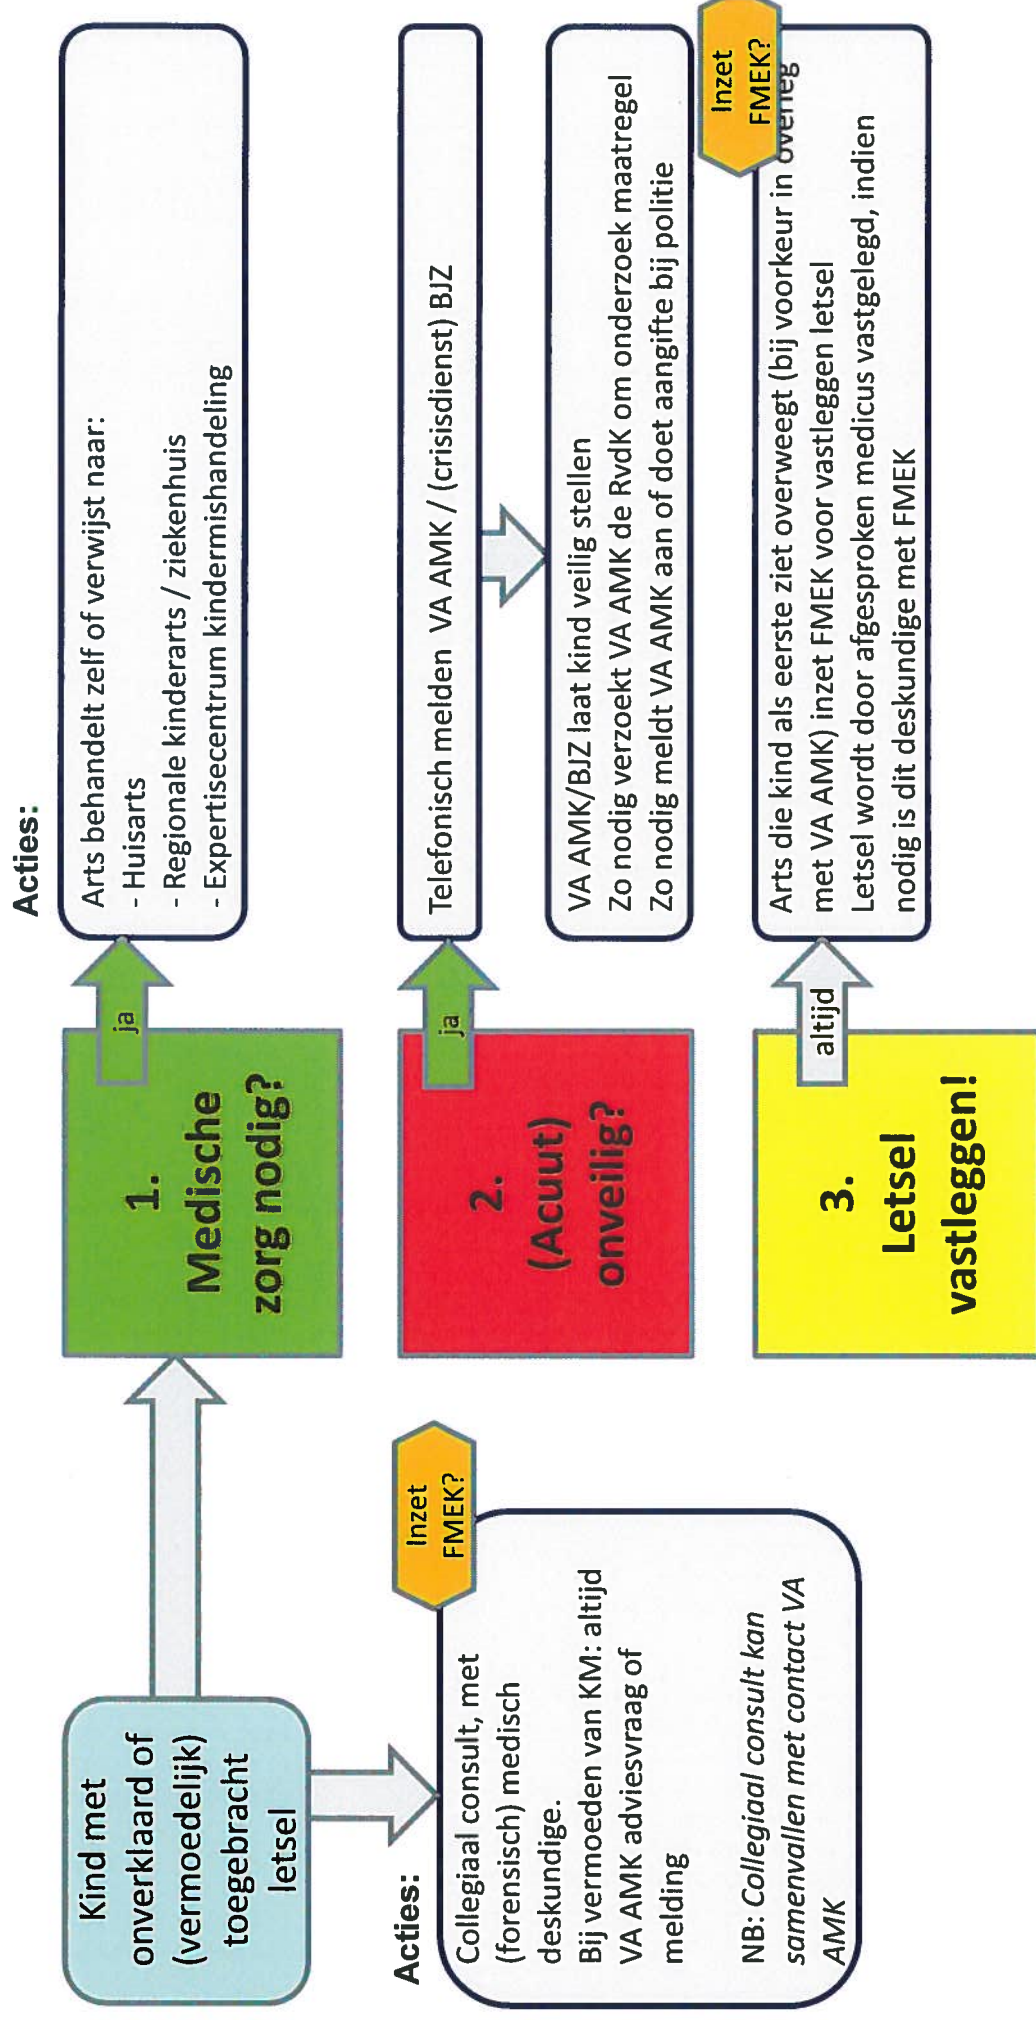 Kind met
onverklaard of
(vermoedelijk)
toegebracht
letsel
Acties:
Inzet
FMEK?
Collegiaal consult, met
(forensisch) medisch
deskundige.
Bij vermoeden van KM: altijd
VA AMK adviesvraag of
melding
NB: Collegiaal consult kan
samenvallen met contact VA
AMK
1.
Medische
zorg nodig?
ja
Acties:
Arts behandelt zelf of verwijst naar:
- Huisarts
- Regionale kinderarts / ziekenhuis
- Expertisecentrum kindermishandeling
2.
(Acuut)
onveilig?
ja
Telefonisch melden VA AMK / (crisisdienst) BJZ
VA AMK/BJZ laat kind veilig stellen
Zo nodig verzoekt VA AMK de RvdK om onderzoek maatregel
Zo nodig meldt VA AMK aan of doet aangifte bij politie
3.
Letsel
vastleggen!
altijd
Inzet
FMEK?
Arts die kind als eerste ziet overweegt (bij voorkeur in overleg
met VA AMK) inzet FMEK voor vastleggen letsel
Letsel wordt door afgesproken medicus vastgelegd, indien
nodig is dit deskundige met FMEK